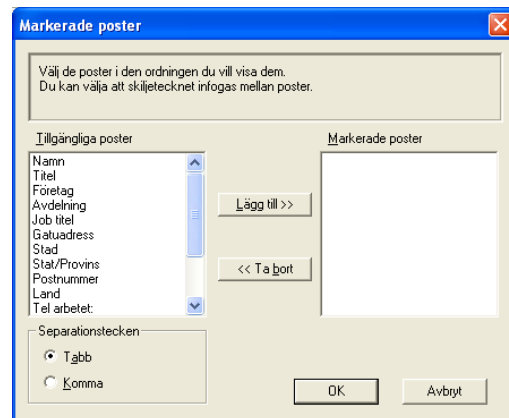 Markerade poster
Välj de poster i den ordningen du vill visa dem.
Du kan välja att skiljetecknet infogas mellan poster.
Tillgängliga poster
Markerade poster
Namn
Titel
Företag
Avdelning
Job titel
Gatuadress
Stad
Stat/Provins
Postnummer
Land
Tel arbetet:
Lägg till >>
<< Ta bort
Separationstecken
Tabb
Komma
OK
Avbryt